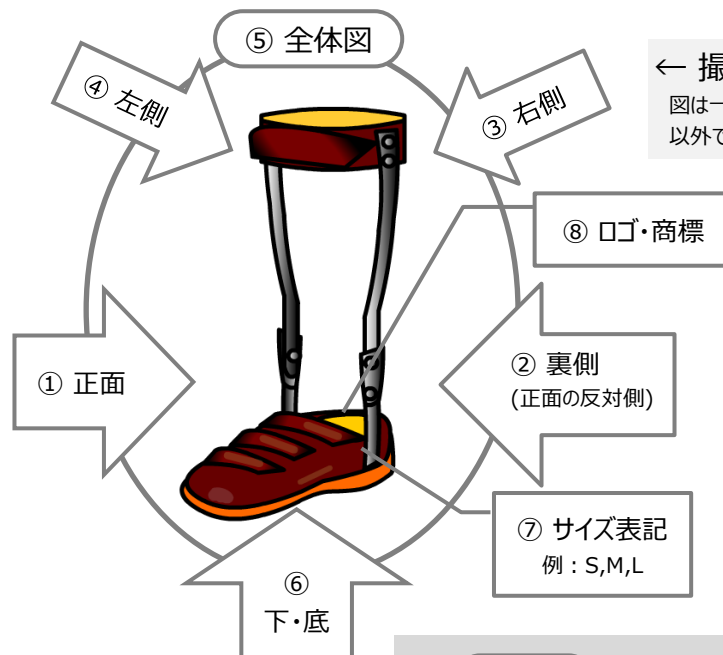 ⑤ 全体図
④ 左側
③ 右側
← 撮
図は一
以外で
⑧ ロゴ・商標
① 正面
② 裏側
(正面の反対側)
⑦ サイズ表記
例：S,M,L
⑥
下・底